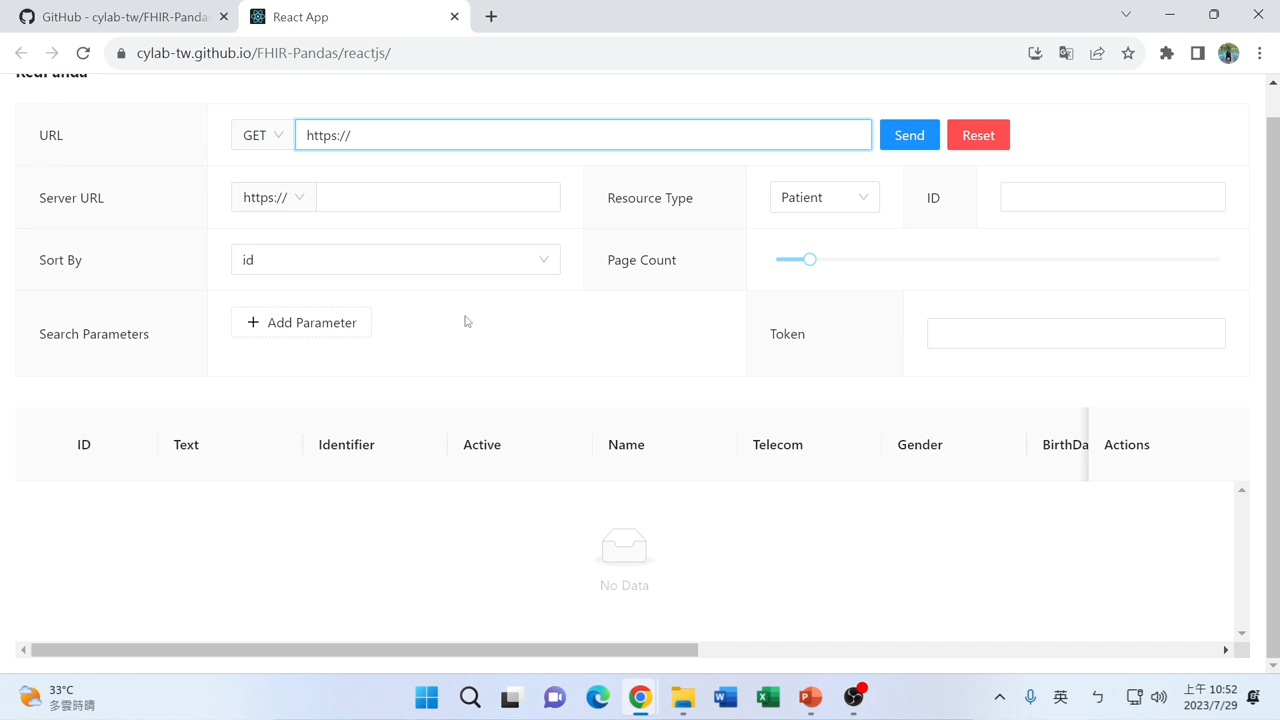 GitHub - cylab-tw/FHIR-Panda
React App
cylab-tw.github.io/FHIR-Pandas/reactjs/
RedPanda
URL
GET
https://
Send
Reset
Server URL
https://
Resource Type
Patient
ID
Sort By
id
Page Count
Search Parameters
+ Add Parameter
Token
ID
Text
Identifier
Active
Name
Telecom
Gender
BirthDa
Actions
No Data
33°C
多雲時晴
英
上午 10:52
2023/7/29